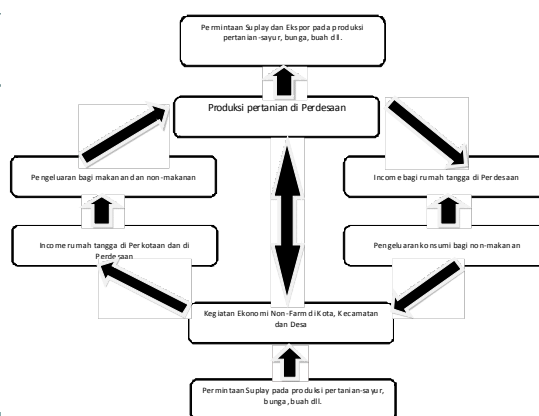 Permintaan Suplay dan Ekspor pada produksi
pertanian-sayur, bunga, buah dll.
Produksi pertanian di Perdesaan
Pengeluaran bagi makanan dan non-makanan
Income bagi rumah tangga di Perdesaan
Income rumah tangga di Perkotaan dan di
Perdesaan
Pengeluaran konsumi bagi non-makanan
Kegiatan Ekonomi Non-Farm di Kota, Kecamatan
dan Desa
Permintaan Suplay pada produksi pertanian-sayur,
bunga, buah dll.